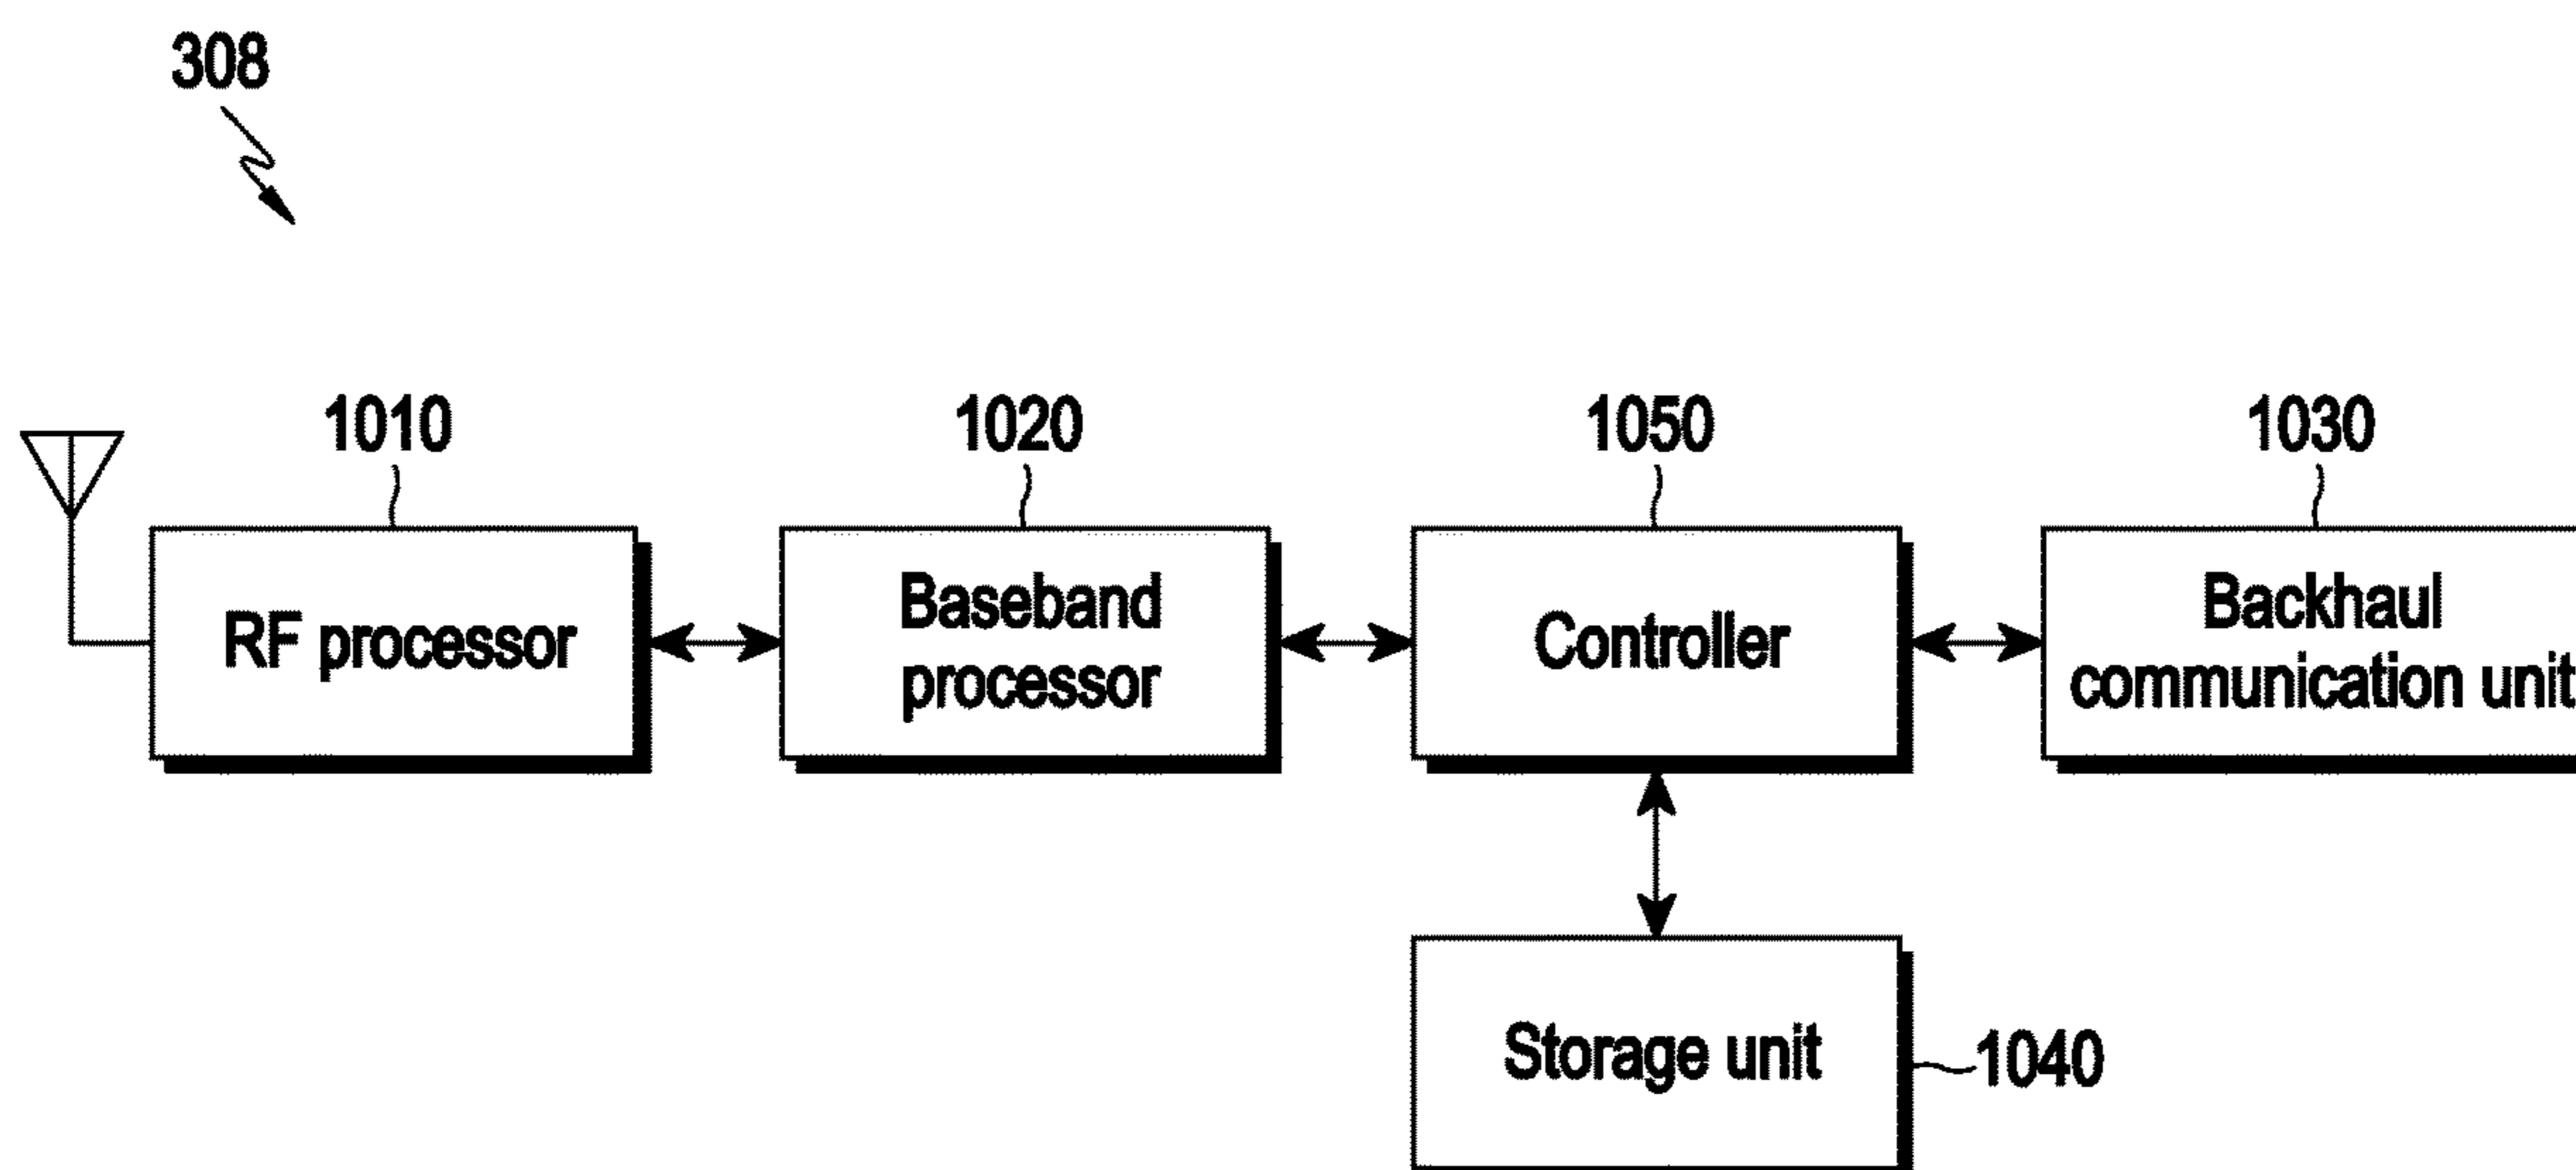 308
1010
1020
1050
1030
RF processor
Baseband
processor
Controller
Backhaul
communication unit
Storage unit
1040